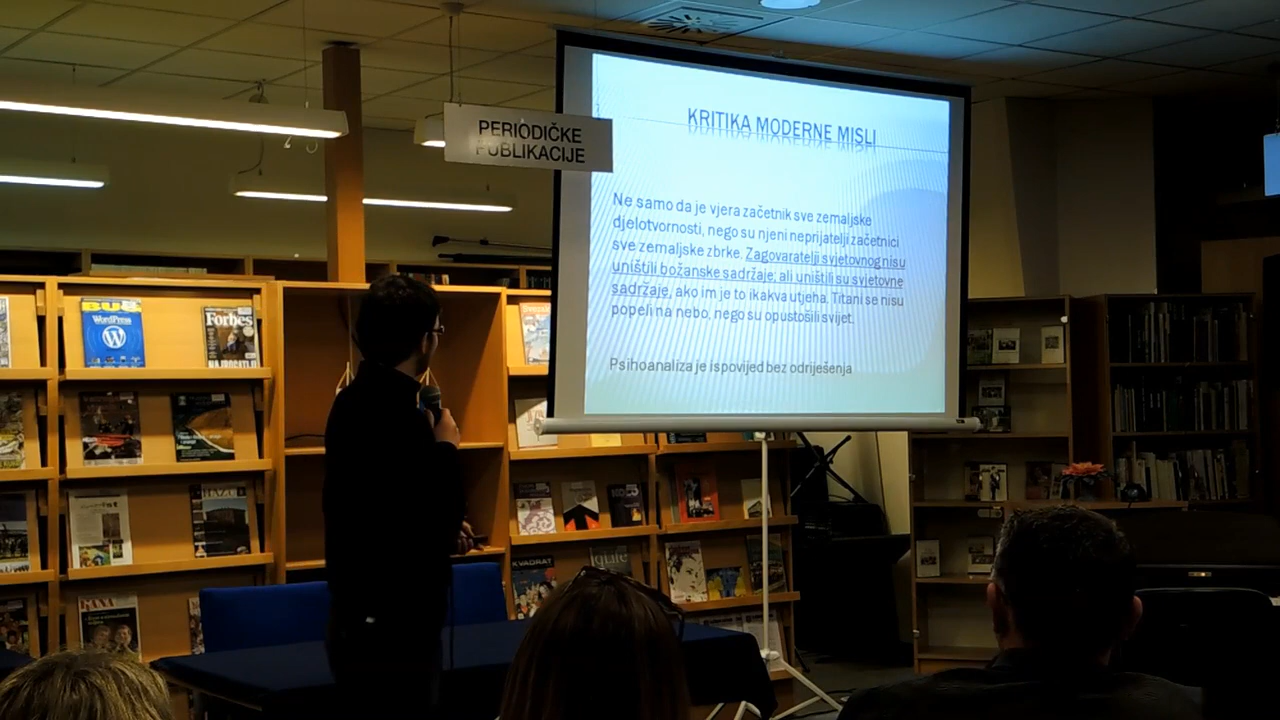 PERIODIČKE
PUBLIKACIJE
KRITIKA MODERNE MISLI
Ne samo da je vjera začetnik sve zemaljske
djelotvornosti, nego su njeni neprijatelji začetnici
sve zemaljske zbrke. Zagovaratelji svjetovnog nisu
uništili božanske sadržaje; ali uništili su svjetovne
sadržaje, ako im je to ikakva utjeha. Titani se nisu
popeli na nebo, nego su opustošili svijet.
Psihoanaliza je ispovijed bez odriješenja
BUG
WordPress
Forbes
KVADRAT